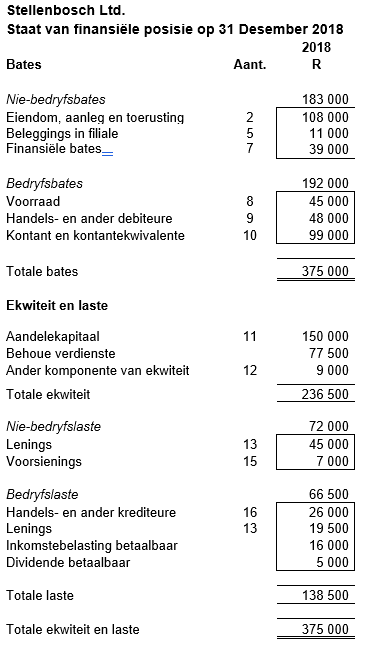 Stellenbosch Ltd.
Staat van finansiële posisie op 31 Desember 2018
2018
Bates Aant. R
Nie-bedryfsbates 183 000
Eiendom, aanleg en toerusting 2 108 000
Beleggings in filiale 5 11 000
Finansiële bates 7 39 000
Bedryfsbates 192 000
Voorraad 8 45 000
Handels- en ander debiteure 9 48 000
Kontant en kontantekwivalente 10 99 000
Totale bates 375 000
Ekwiteit en laste
Aandelekapitaal 11 150 000
Behoue verdienste 77 500
Ander komponente van ekwiteit 12 9 000
Totale ekwiteit 236 500
Nie-bedryfslaste 72 000
Lenings 13 45 000
Voorsienings 15 7 000
Bedryfslaste 66 500
Handels- en ander krediteure 16 26 000
Lenings 13 19 500
Inkomstebelasting betaalbaar 16 000
Dividende betaalbaar 5 000
Totale laste 138 500
Totale ekwiteit en laste 375 000